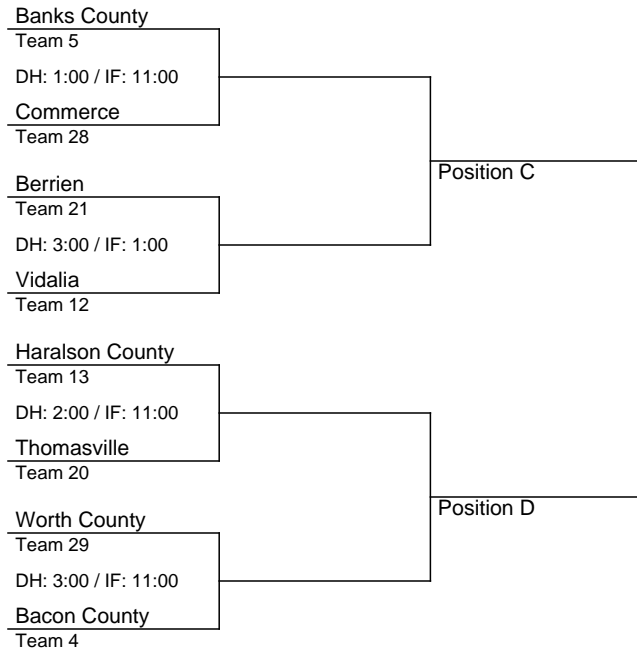 Banks County
Team 5
DH: 1:00 / IF: 11:00
Commerce
Team 28
Position C
Berrien
Team 21
DH: 3:00 / IF: 1:00
Vidalia
Team 12
Haralson County
Team 13
DH: 2:00 / IF: 11:00
Thomasville
Team 20
Position D
Worth County
Team 29
DH: 3:00 / IF: 11:00
Bacon County
Team 4